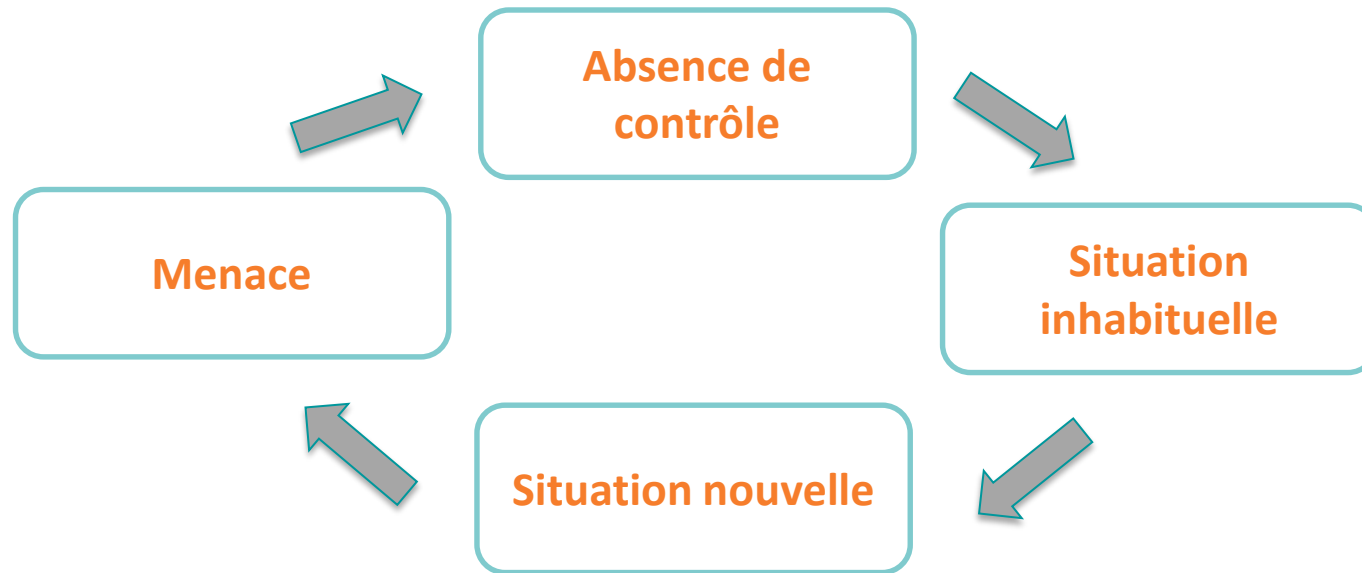 Absence de
contrôle
Menace
Situation
inhabituelle
Situation nouvelle